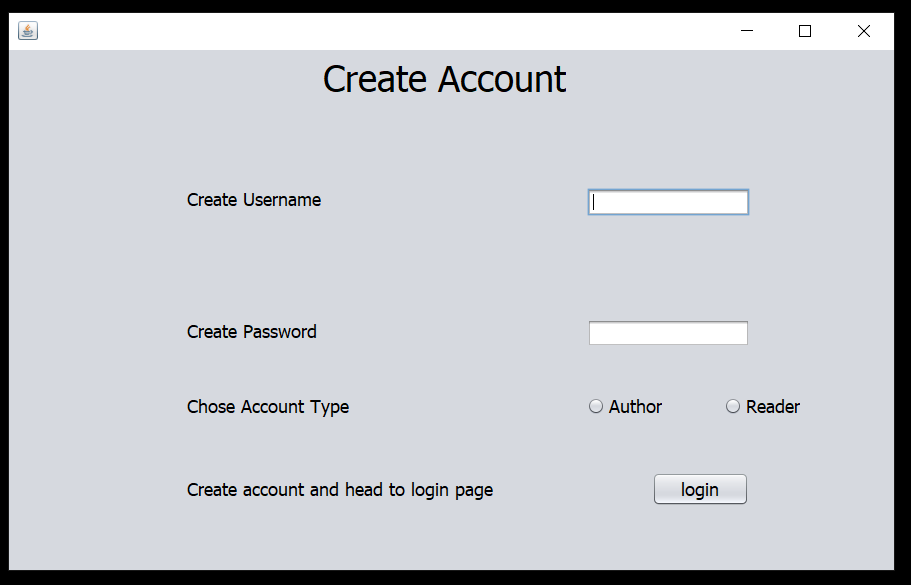 Create Account
Create Username
Create Password
Chose Account Type Author Reader
Create account and head to login page login